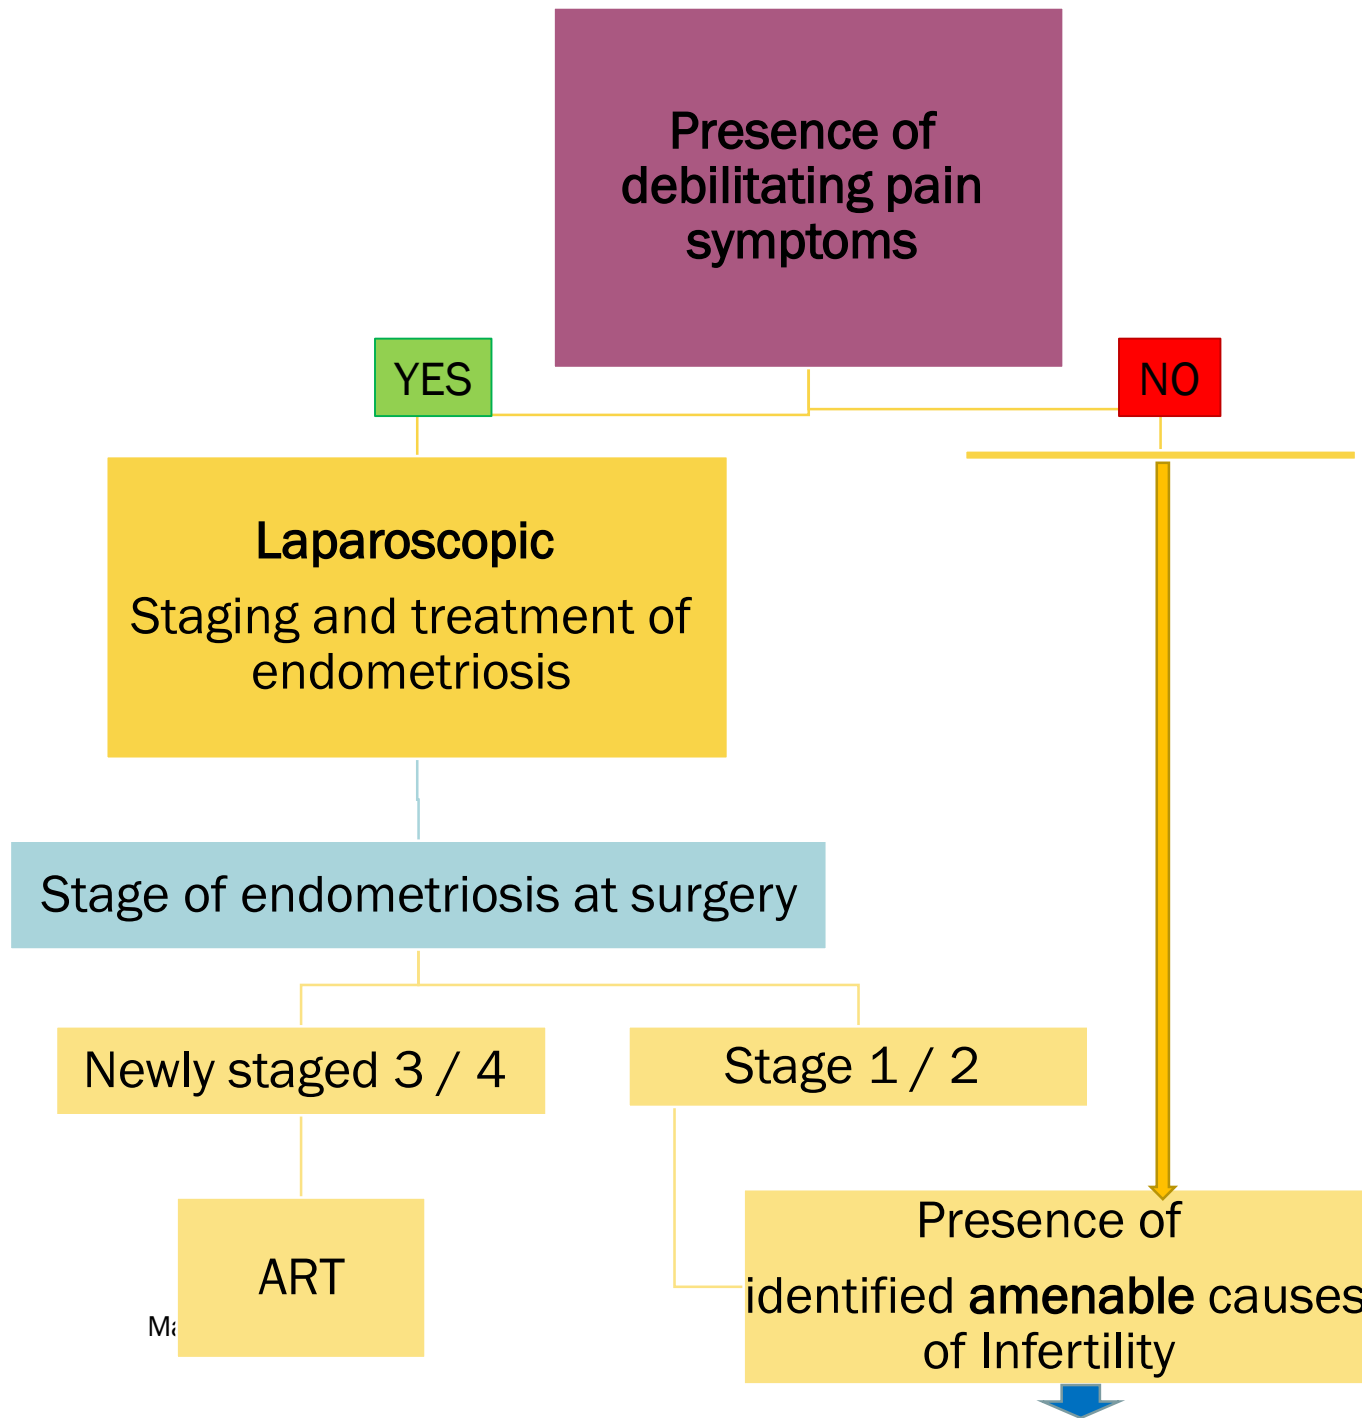 Presence of
debilitating pain
symptoms
YES
NO
Laparoscopic
Staging and treatment of
endometriosis
Stage of endometriosis at surgery
Newly staged 3 / 4
Stage 1 / 2
ART
Presence of
identified amenable causes
of Infertility